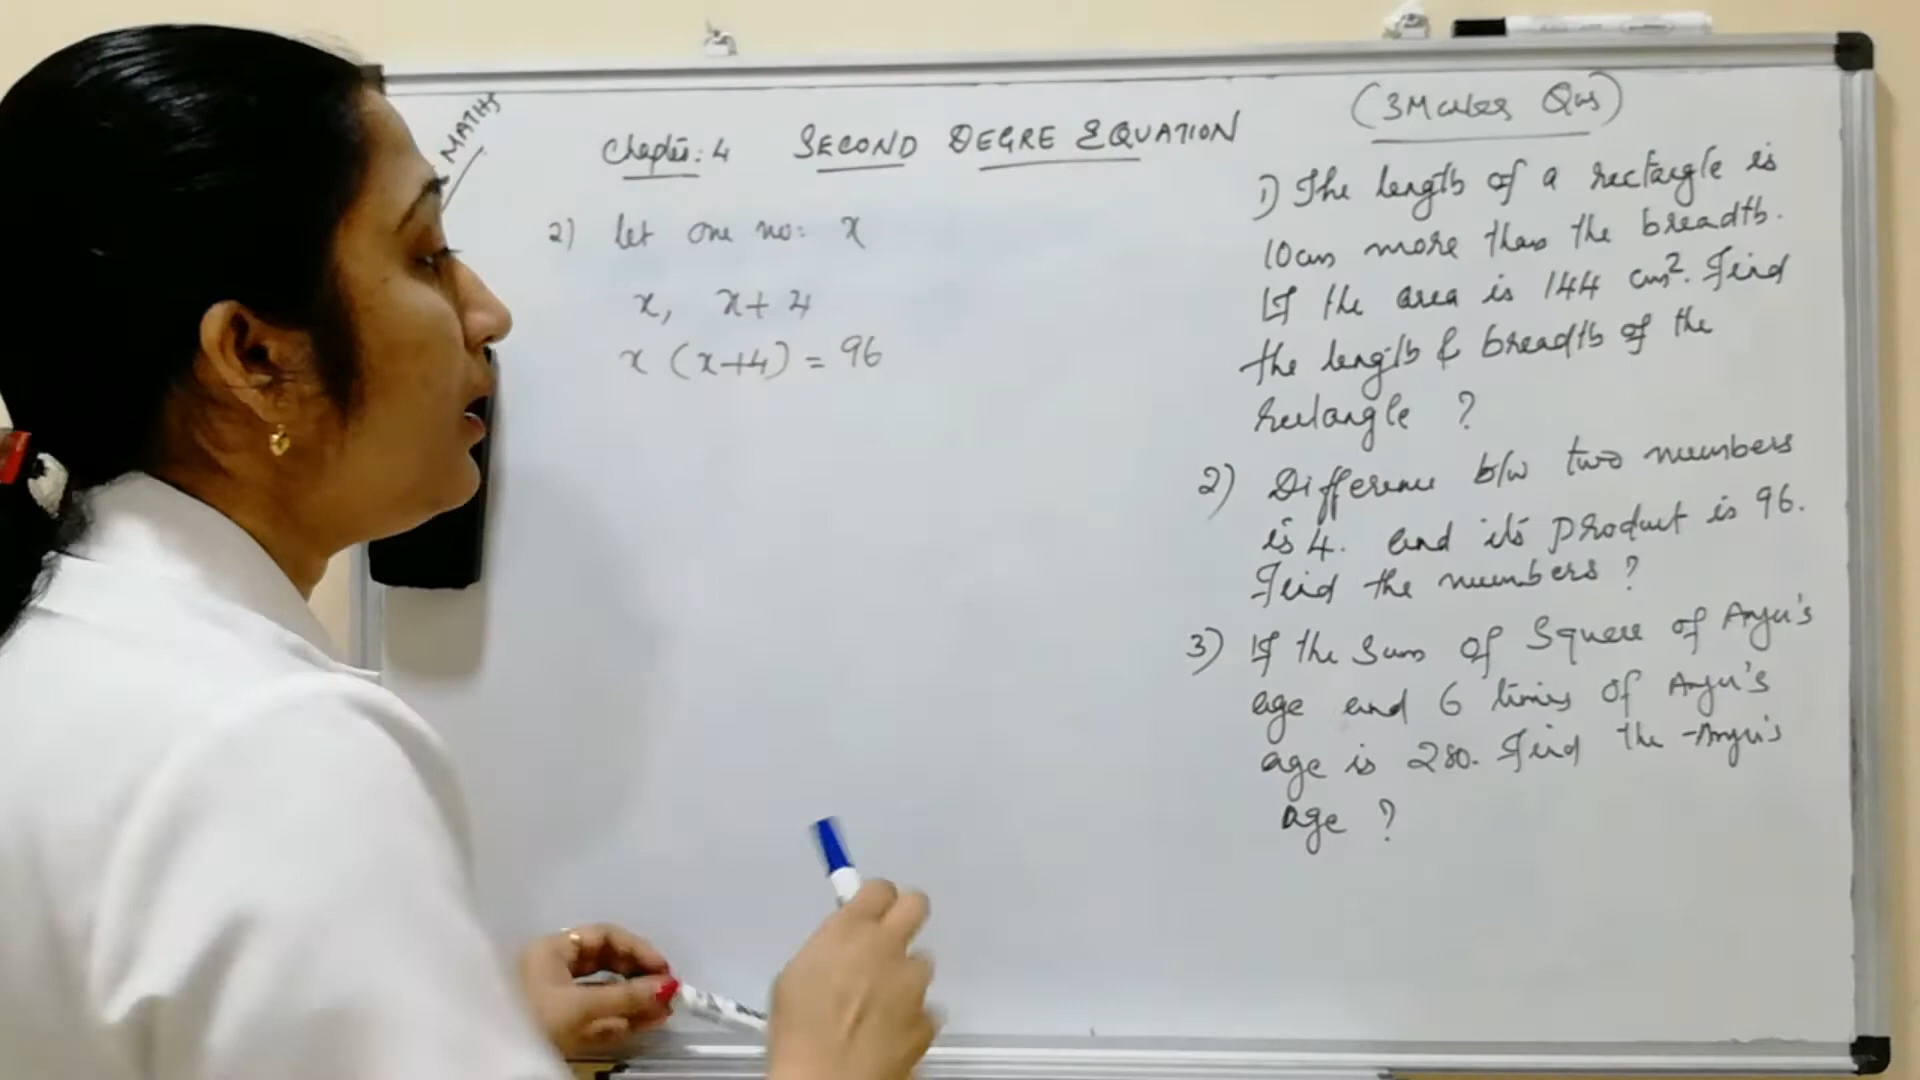 MATHS
Chapter: 4 SECOND DEGRE EQUATION
2) let one no: x
x, x+4
x (x+4) = 96
(3 Marks Qns)
1) The length of a rectangle is
10cm more than the breadth.
If the area is 144 cm². Find
the length & breadth of the
rectangle ?
2) Difference b/w two numbers
is 4. and its product is 96.
Find the numbers ?
3) If the Sum of Square of Anju's
age and 6 times of Anju's
age is 280. Find the Anju's
age ?